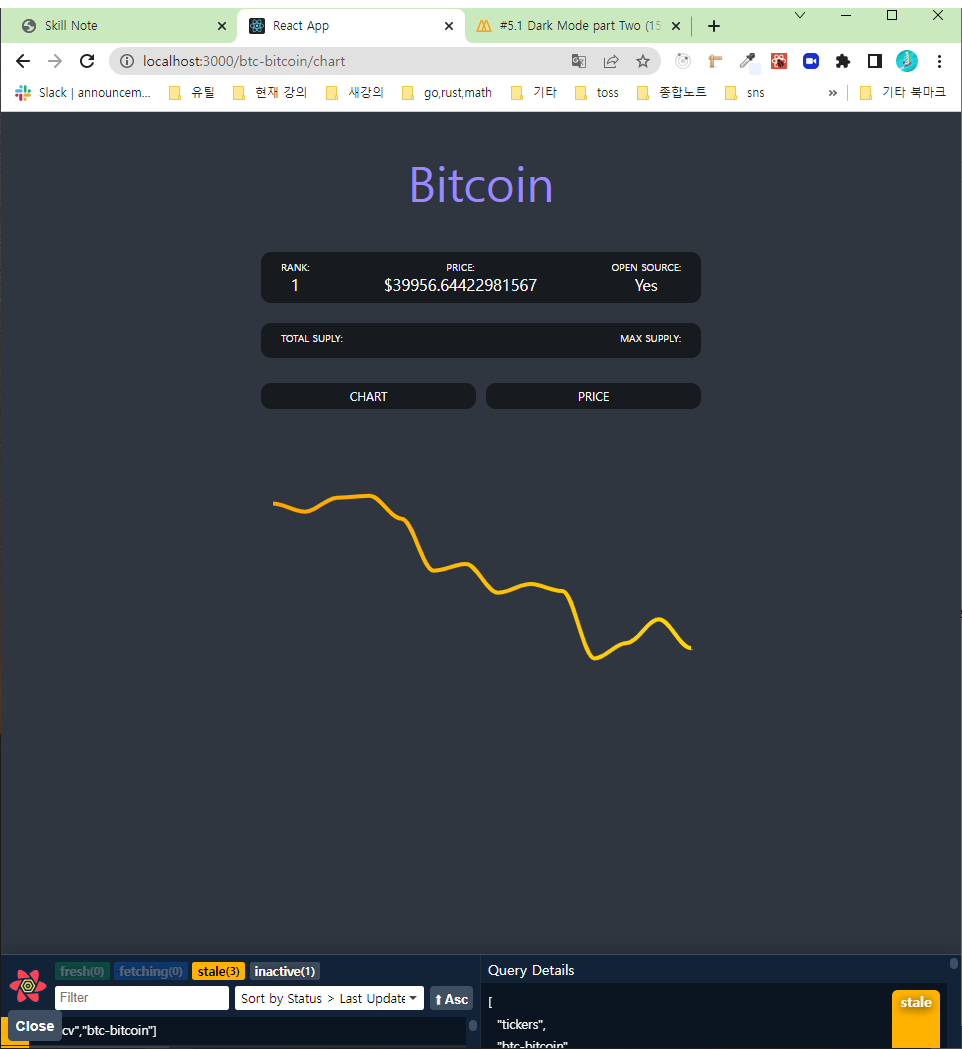 Skill Note
React App
#5.1 Dark Mode part Two (15
localhost:3000/btc-bitcoin/chart
Slack | announcem...
유틸
현재 강의
새강의
go,rust,math
기타
toss
종합노트
sns
»
기타 북마크
Bitcoin
RANK: PRICE: OPEN SOURCE:
1 $39956.64422981567 Yes
TOTAL SUPLY: MAX SUPPLY:
CHART PRICE
fresh(0) fetching(0) stale(3) inactive(1)
Filter Sort by Status > Last Update ⬆ Asc
Close cv","btc-bitcoin"]
Query Details
[
"tickers",
"btc-bitcoin"
stale